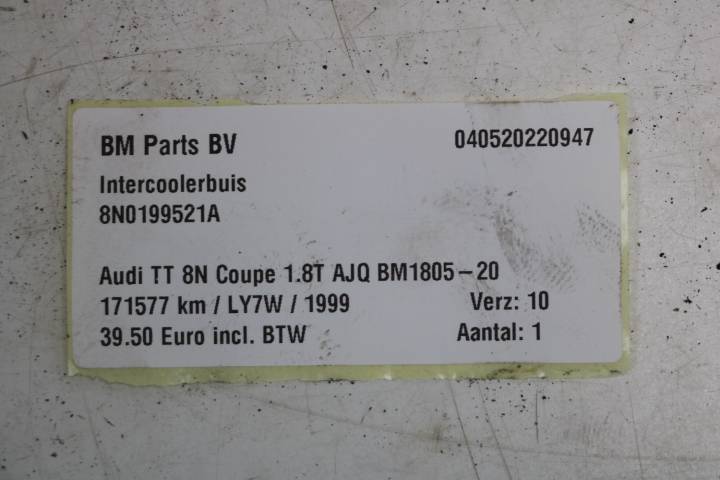 BM Parts BV 040520220947
Intercoolerbuis
8N0199521A
Audi TT 8N Coupe 1.8T AJQ BM1805-20
171577 km / LY7W / 1999 Verz: 10
39.50 Euro incl. BTW Aantal: 1